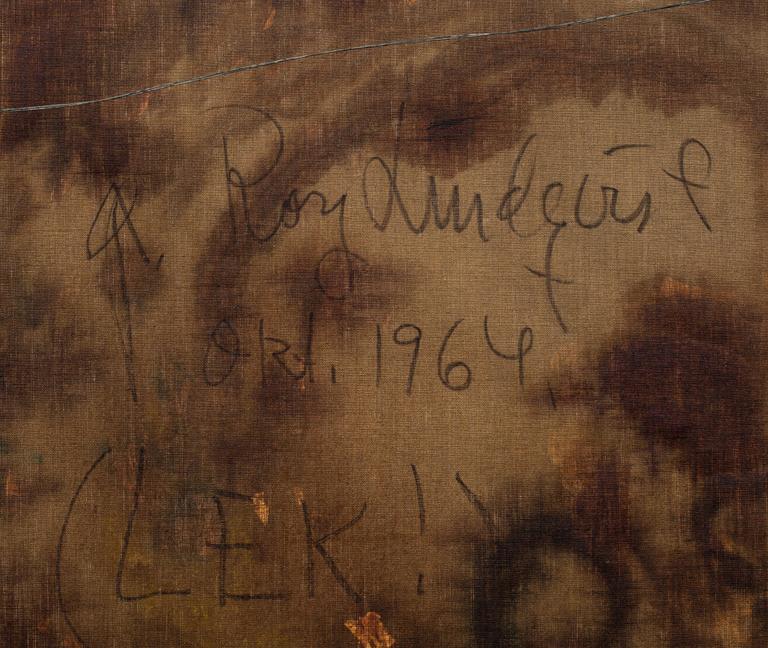 R. Roy Lindqvist
Okt. 1964
(LEK!)